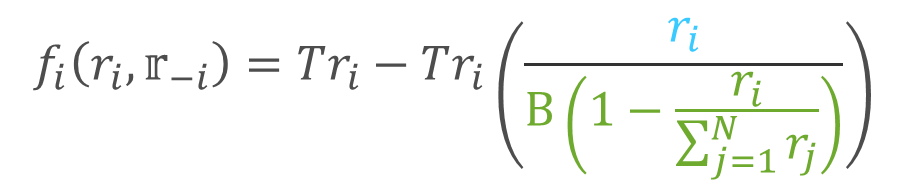 f_i(r_i, 𝕣_{-i}) = Tr_i − Tr_i ( r_i / ( B ( 1 − r_i / ∑_{j=1}^{N} r_j ) ) )